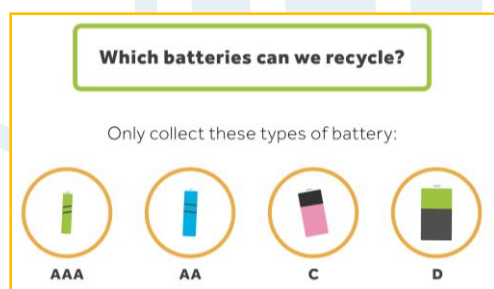 Which batteries can we recycle?
Only collect these types of battery:
AAA AA C D